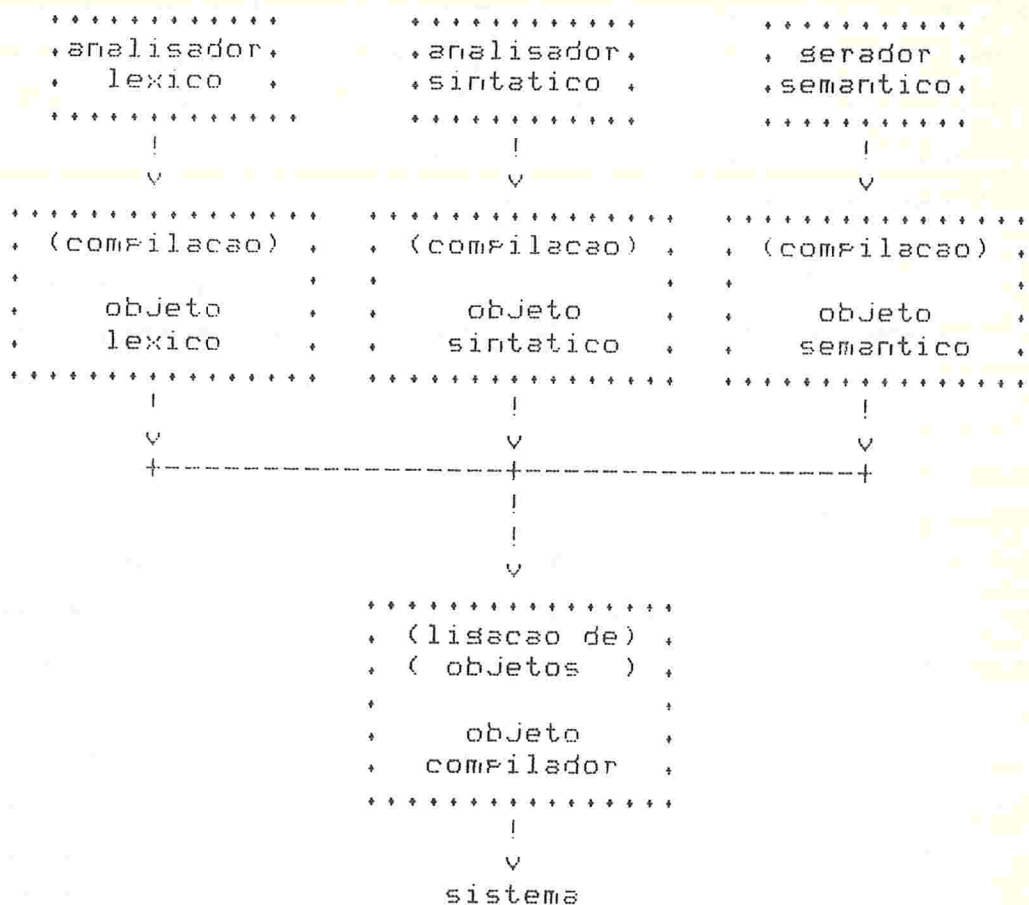 analisador
lexico
analisador
sintatico
gerador
semantico
(compilacao)
objeto
lexico
(compilacao)
objeto
sintatico
(compilacao)
objeto
semantico
(ligacao de)
( objetos )
objeto
compilador
sistema